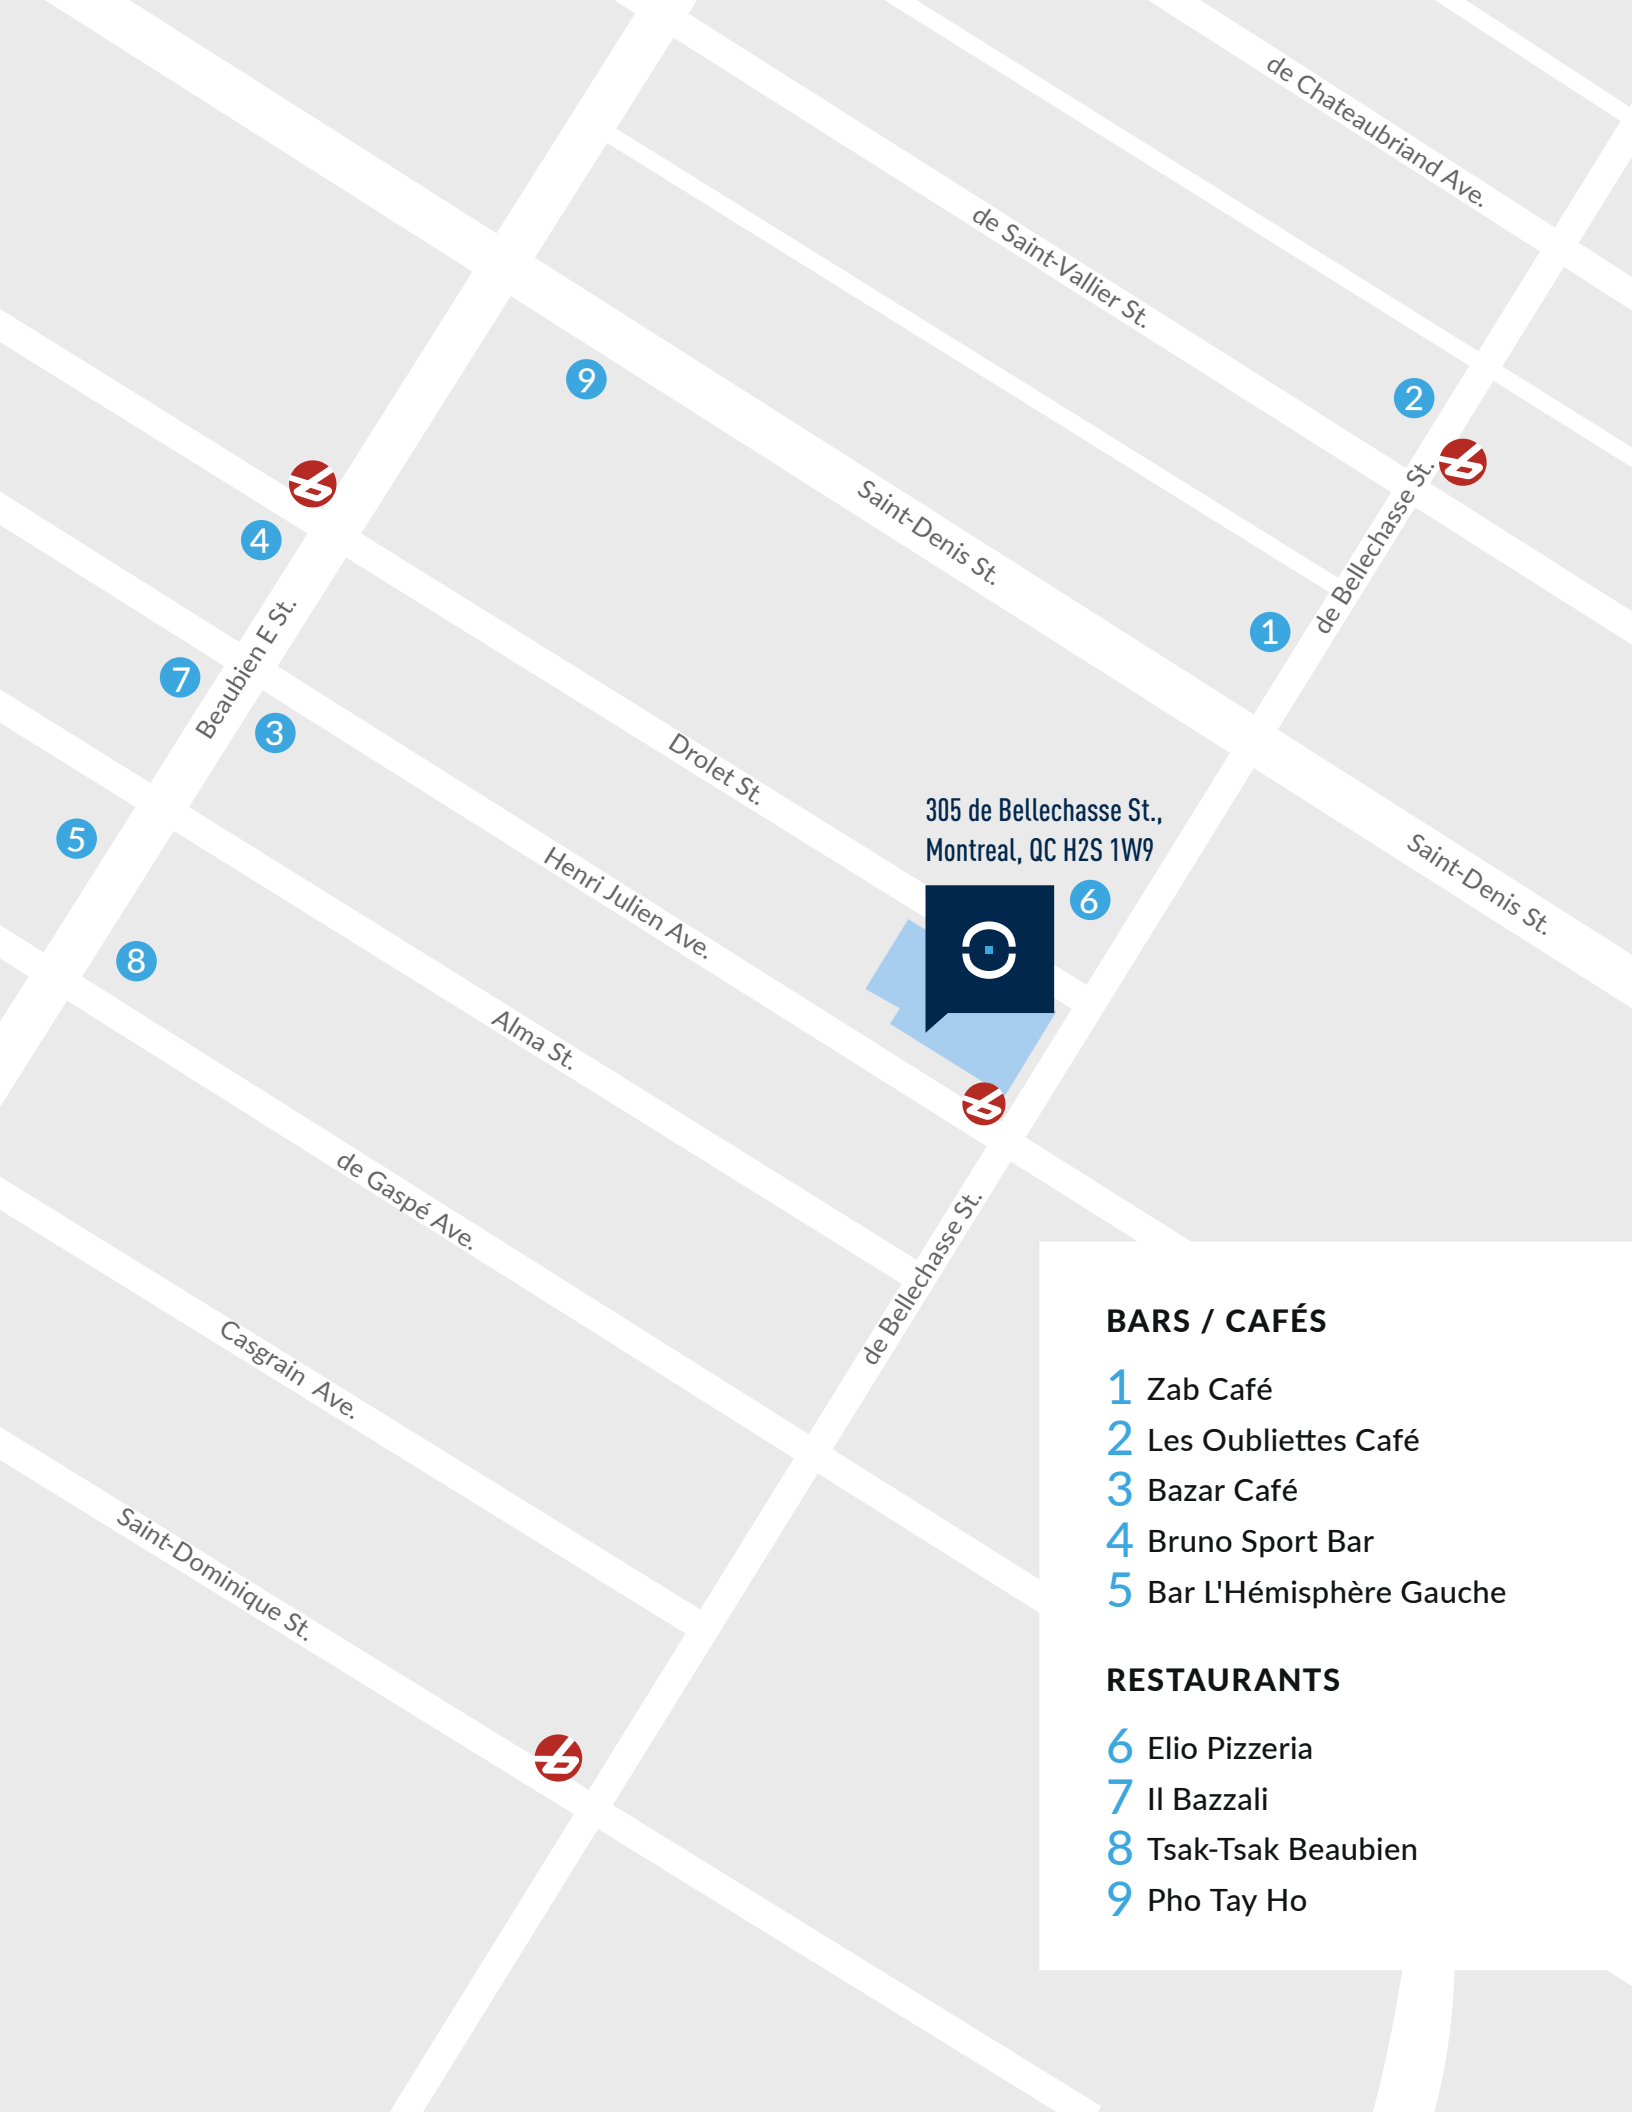 de Chateaubriand Ave.
de Saint-Vallier St.
9
2
Saint-Denis St.
de Bellechasse St.
4
Beaubien E St.
1
7
3
Drolet St.
305 de Bellechasse St.,
Montreal, QC H2S 1W9
5
Henri Julien Ave.
6
Saint-Denis St.
8
Alma St.
de Gaspé Ave.
de Bellechasse St.
Casgrain Ave.
Saint-Dominique St.
BARS / CAFÉS
1 Zab Café
2 Les Oubliettes Café
3 Bazar Café
4 Bruno Sport Bar
5 Bar L'Hémisphère Gauche
RESTAURANTS
6 Elio Pizzeria
7 Il Bazzali
8 Tsak-Tsak Beaubien
9 Pho Tay Ho